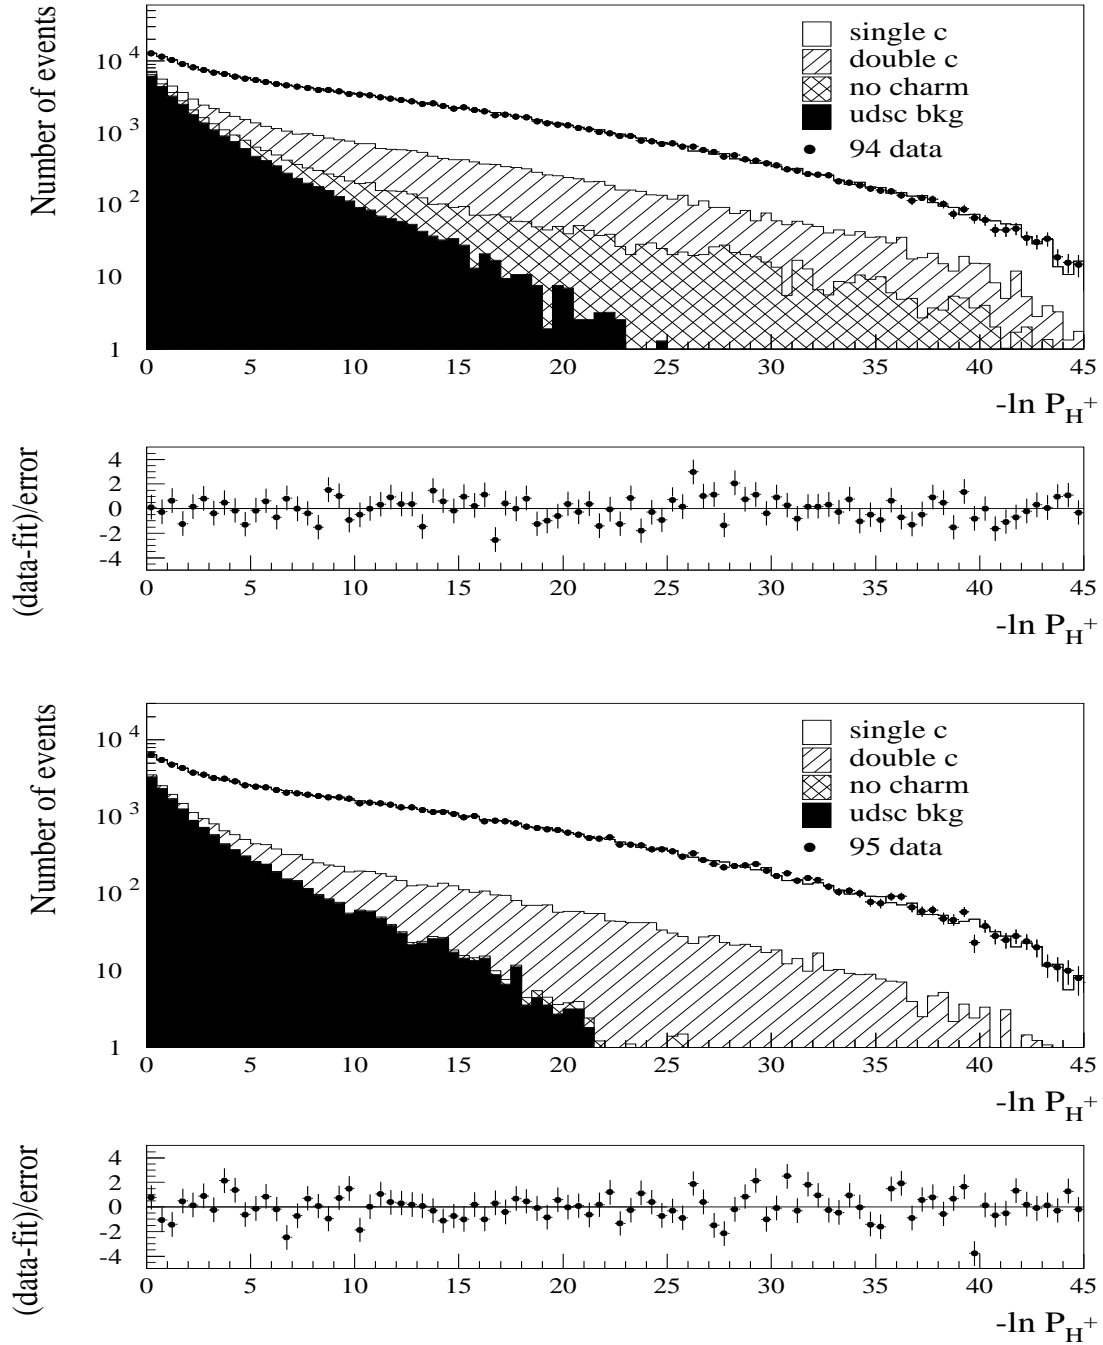 Number of events
10^4
10^3
10^2
10
1
single c
double c
no charm
udsc bkg
94 data
0 5 10 15 20 25 30 35 40 45
-ln P_H+
(data-fit)/error
4
2
0
-2
-4
0 5 10 15 20 25 30 35 40 45
-ln P_H+
Number of events
10^4
10^3
10^2
10
1
single c
double c
no charm
udsc bkg
95 data
0 5 10 15 20 25 30 35 40 45
-ln P_H+
(data-fit)/error
4
2
0
-2
-4
0 5 10 15 20 25 30 35 40 45
-ln P_H+